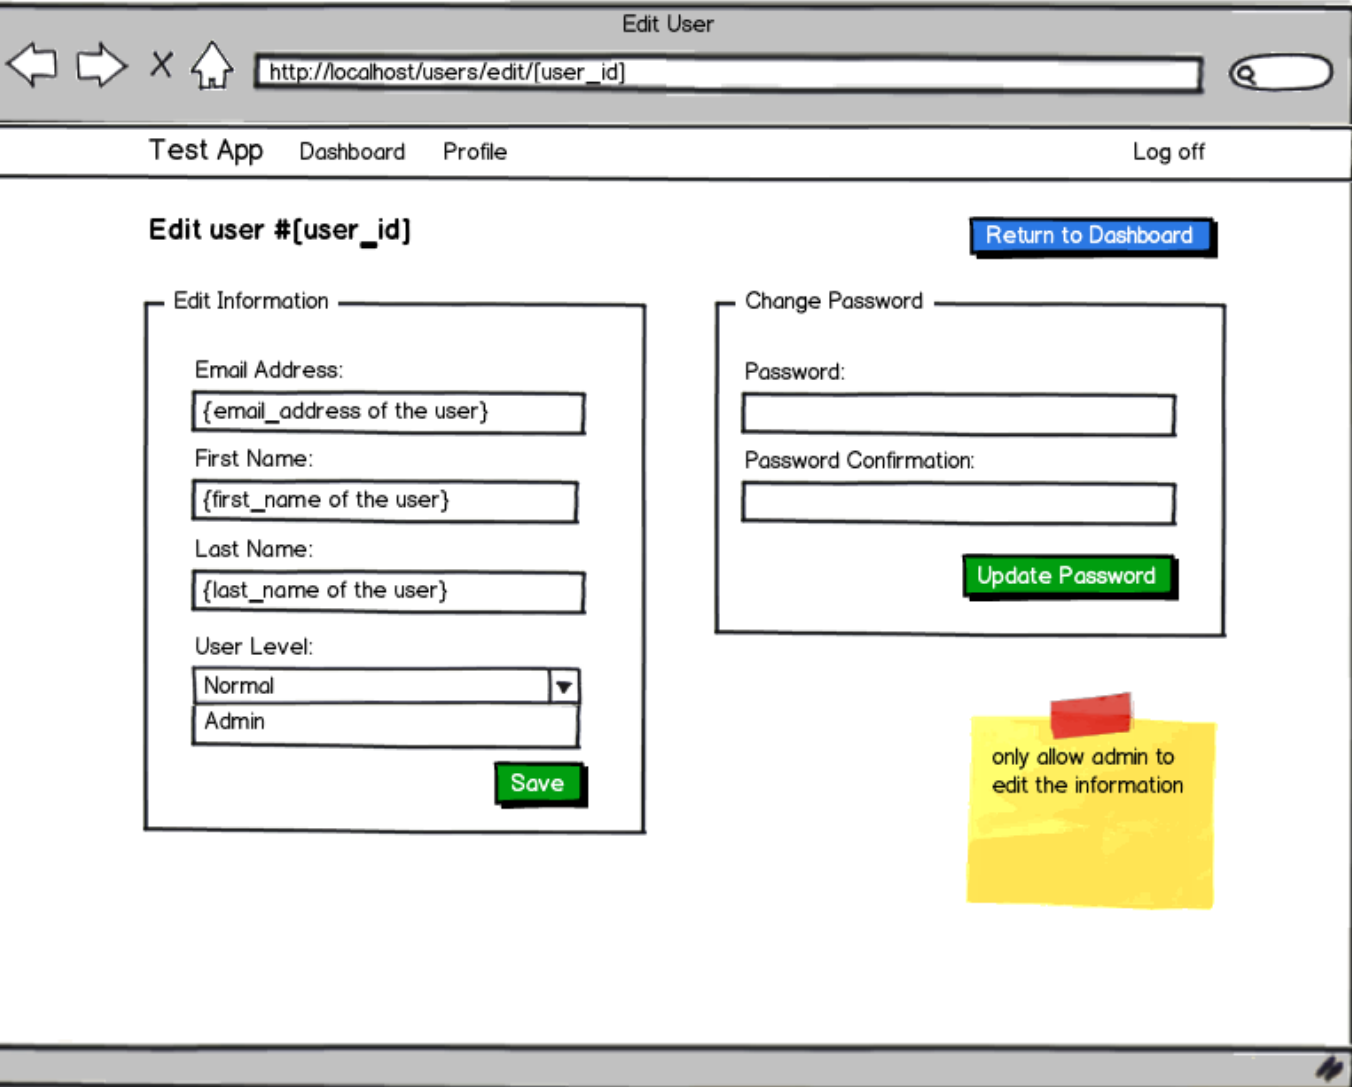 Edit User
http://localhost/users/edit/[user_id]
Test App Dashboard Profile Log off
Edit user #[user_id]
Return to Dashboard
Edit Information
Email Address:
{email_address of the user}
First Name:
{first_name of the user}
Last Name:
{last_name of the user}
User Level:
Normal
Admin
Save
Change Password
Password:
Password Confirmation:
Update Password
only allow admin to
edit the information